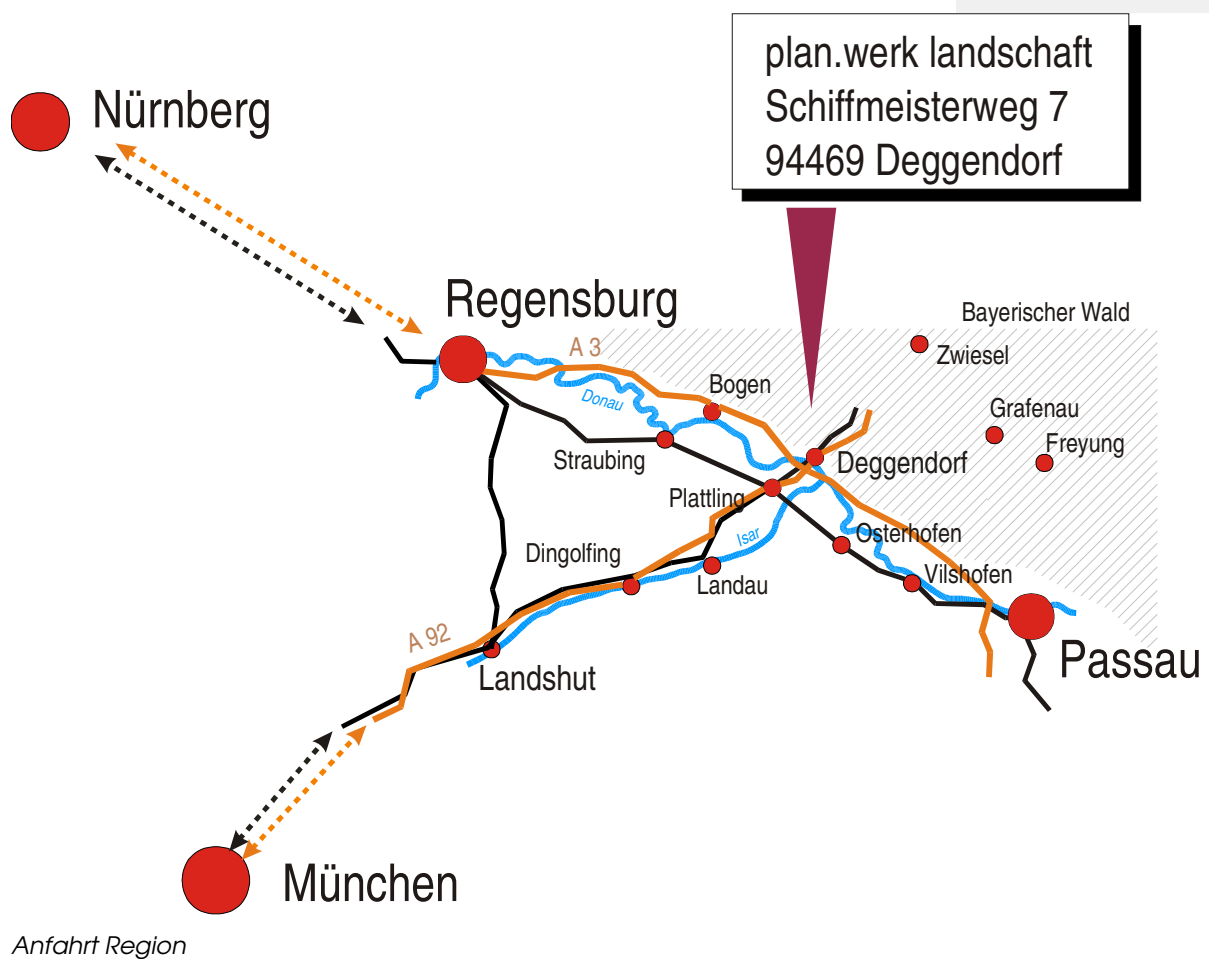 plan.werk landschaft
Schiffmeisterweg 7
94469 Deggendorf
Nürnberg
Regensburg
Bayerischer Wald
A 3
Zwiesel
Bogen
Donau
Grafenau
Freyung
Straubing
Deggendorf
Plattling
Isar
Osterhofen
Dingolfing
Landau
Vilshofen
A 92
Landshut
Passau
München
Anfahrt Region